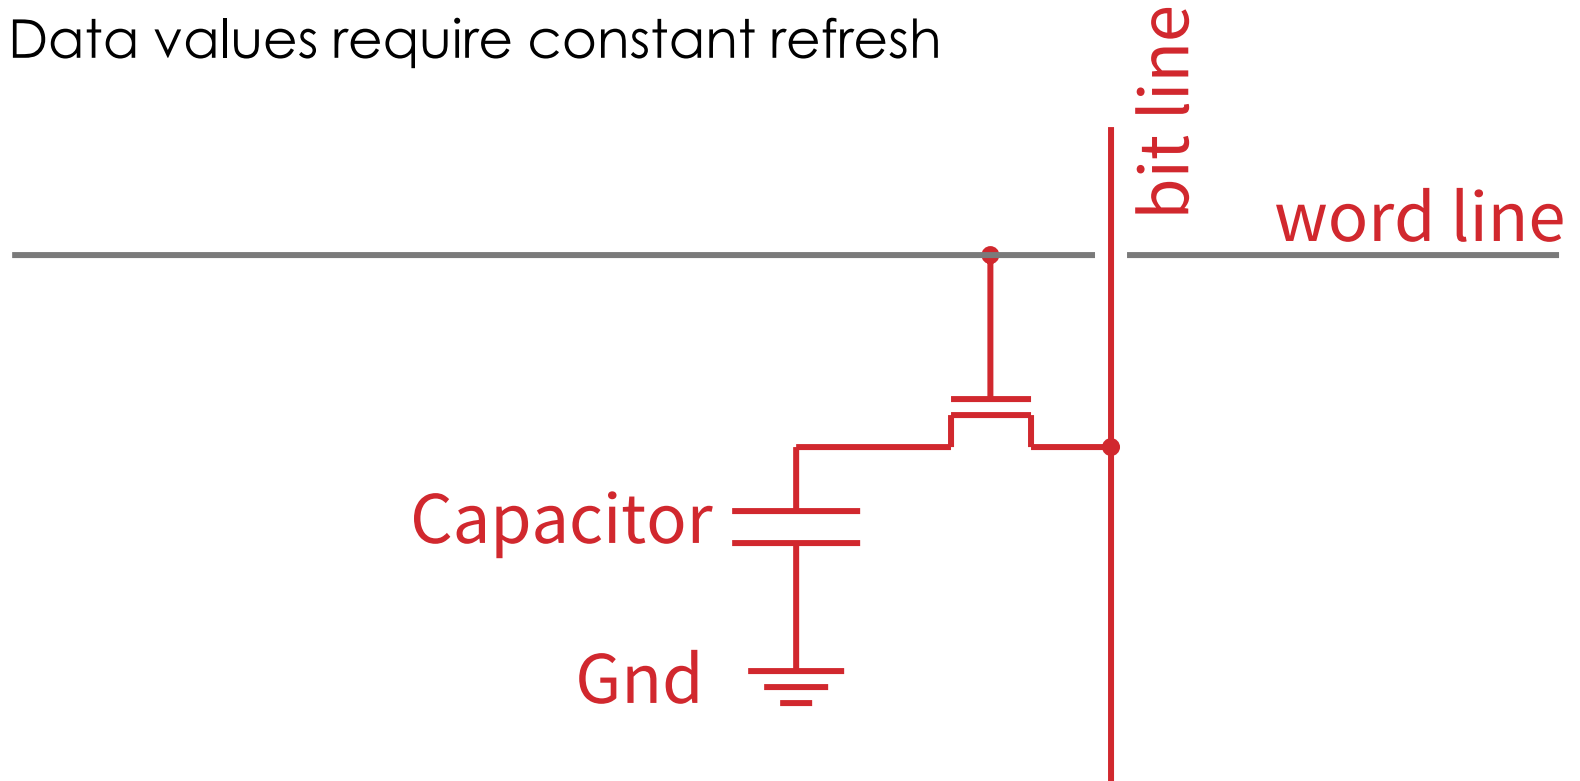 Data values require constant refresh
bit line
word line
Capacitor
Gnd